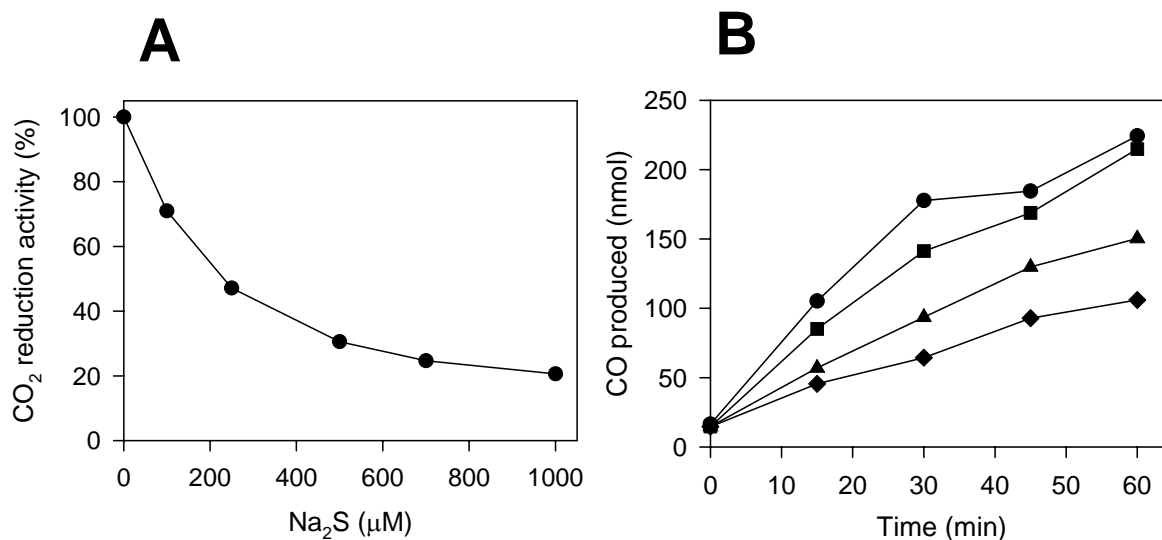 A
CO₂ reduction activity (%)
100
80
60
40
20
0
0 200 400 600 800 1000
Na₂S (μM)
B
CO produced (nmol)
250
200
150
100
50
0
0 10 20 30 40 50 60
Time (min)